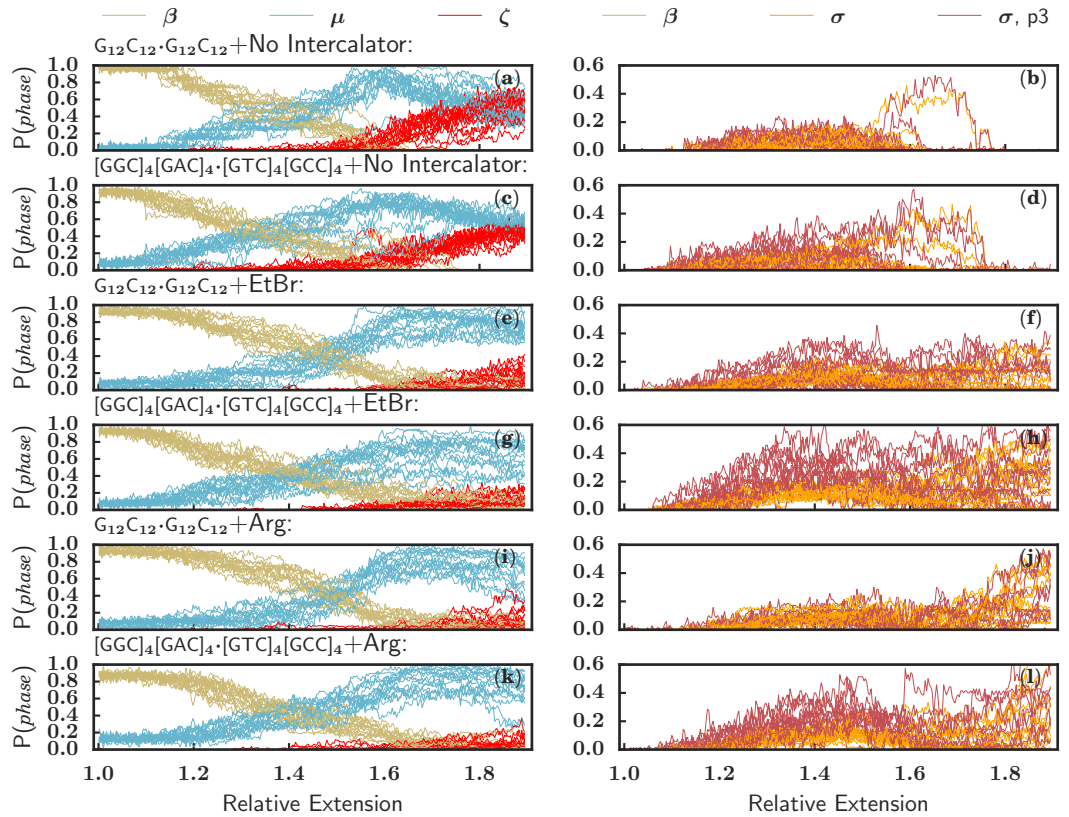 β μ ζ β σ σ, p3
G₁₂C₁₂·G₁₂C₁₂+No Intercalator:
P(phase) 1.0 0.8 0.6 0.4 0.2 0.0 (a) 0.6 0.4 0.2 0.0 (b)
[GGC]₄[GAC]₄·[GTC]₄[GCC]₄+No Intercalator:
P(phase) 1.0 0.8 0.6 0.4 0.2 0.0 (c) 0.6 0.4 0.2 0.0 (d)
G₁₂C₁₂·G₁₂C₁₂+EtBr:
P(phase) 1.0 0.8 0.6 0.4 0.2 0.0 (e) 0.6 0.4 0.2 0.0 (f)
[GGC]₄[GAC]₄·[GTC]₄[GCC]₄+EtBr:
P(phase) 1.0 0.8 0.6 0.4 0.2 0.0 (g) 0.6 0.4 0.2 0.0 (h)
G₁₂C₁₂·G₁₂C₁₂+Arg:
P(phase) 1.0 0.8 0.6 0.4 0.2 0.0 (i) 0.6 0.4 0.2 0.0 (j)
[GGC]₄[GAC]₄·[GTC]₄[GCC]₄+Arg:
P(phase) 1.0 0.8 0.6 0.4 0.2 0.0 (k) 0.6 0.4 0.2 0.0 (l)
1.0 1.2 1.4 1.6 1.8 1.0 1.2 1.4 1.6 1.8
Relative Extension Relative Extension